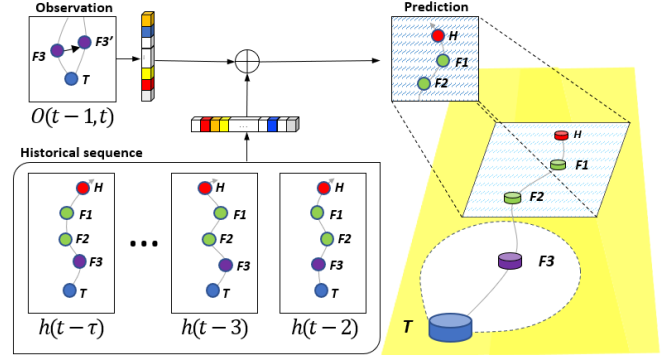 Observation
F3
F3'
T
O(t − 1, t)
Prediction
H
F1
F2
Historical sequence
H
F1
F2
F3
T
h(t − τ)
...
H
F1
F2
F3
T
h(t − 3)
H
F1
F2
F3
T
h(t − 2)
H
F1
F2
F3
T